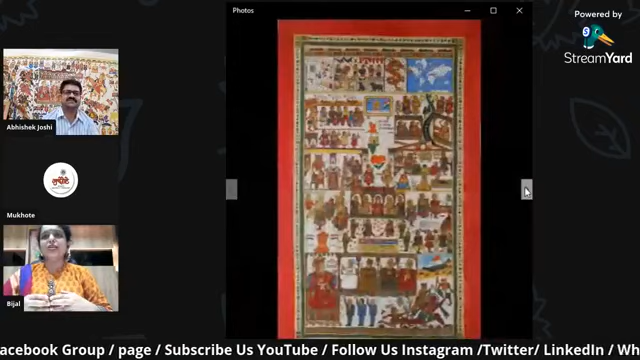 Photos
Powered by
StreamYard
Abhishek Joshi
मुखौटे
Mukhote
Bijal
acebook Group / page / Subscribe Us YouTube / Follow Us Instagram /Twitter/ LinkedIn / Wh